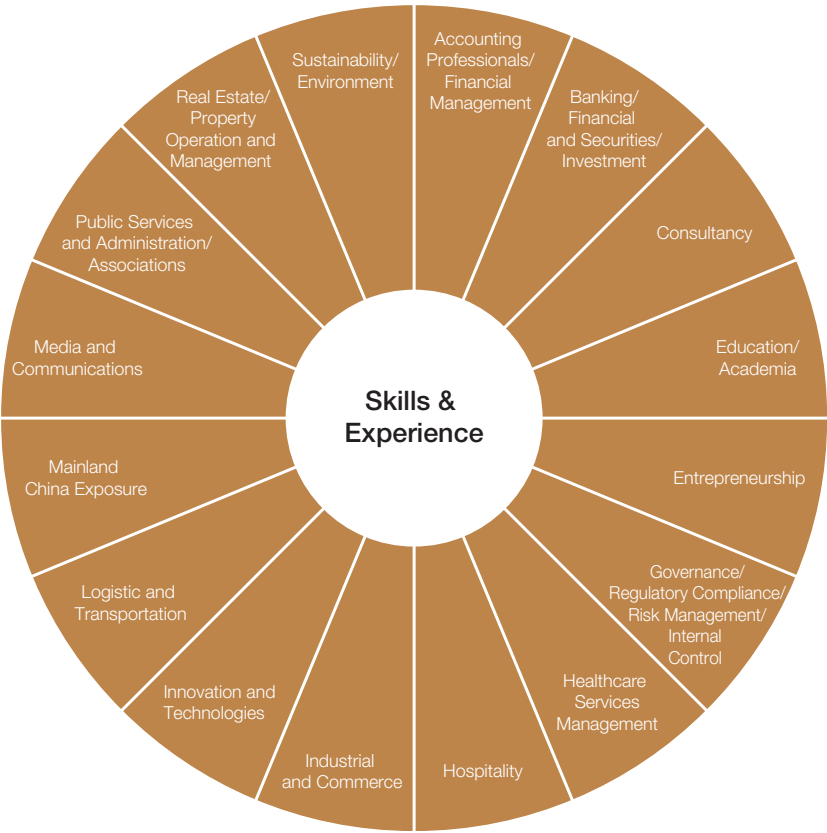 Skills &
Experience
Accounting
Professionals/
Financial
Management
Banking/
Financial
and Securities/
Investment
Consultancy
Education/
Academia
Entrepreneurship
Governance/
Regulatory Compliance/
Risk Management/
Internal
Control
Healthcare
Services
Management
Hospitality
Industrial
and Commerce
Innovation and
Technologies
Logistic and
Transportation
Mainland
China Exposure
Media and
Communications
Public Services
and Administration/
Associations
Real Estate/
Property
Operation and
Management
Sustainability/
Environment